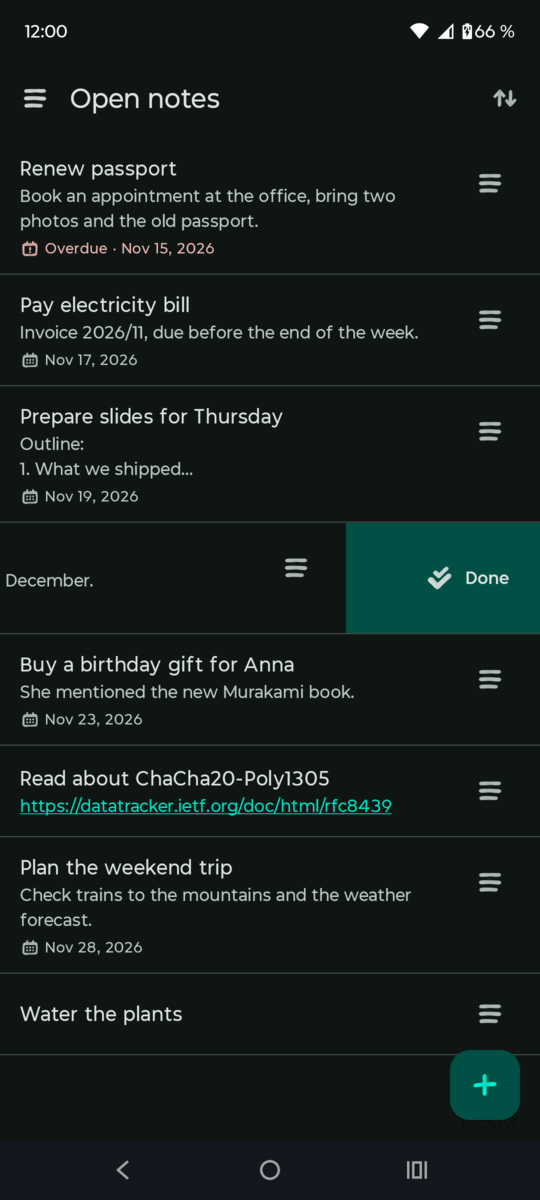 12:00
66 %
Open notes
Renew passport
Book an appointment at the office, bring two
photos and the old passport.
Overdue · Nov 15, 2026
Pay electricity bill
Invoice 2026/11, due before the end of the week.
Nov 17, 2026
Prepare slides for Thursday
Outline:
1. What we shipped...
Nov 19, 2026
December.
Done
Buy a birthday gift for Anna
She mentioned the new Murakami book.
Nov 23, 2026
Read about ChaCha20-Poly1305
https://datatracker.ietf.org/doc/html/rfc8439
Plan the weekend trip
Check trains to the mountains and the weather
forecast.
Nov 28, 2026
Water the plants